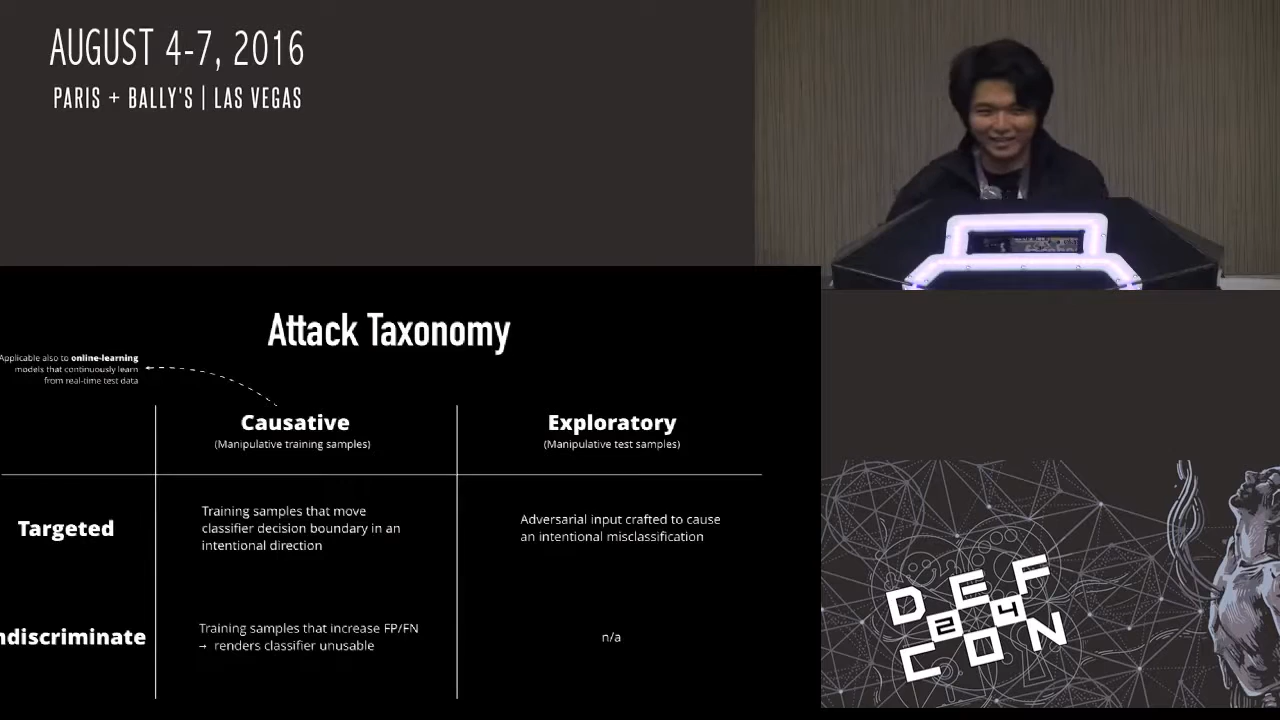 AUGUST 4-7, 2016
PARIS + BALLY'S | LAS VEGAS
Attack Taxonomy
Applicable also to online-learning
models that continuously learn
from real-time test data
Causative
(Manipulative training samples)
Exploratory
(Manipulative test samples)
Targeted
Training samples that move
classifier decision boundary in an
intentional direction
Adversarial input crafted to cause
an intentional misclassification
ndiscriminate
Training samples that increase FP/FN
→ renders classifier unusable
n/a
DEF
24
CON